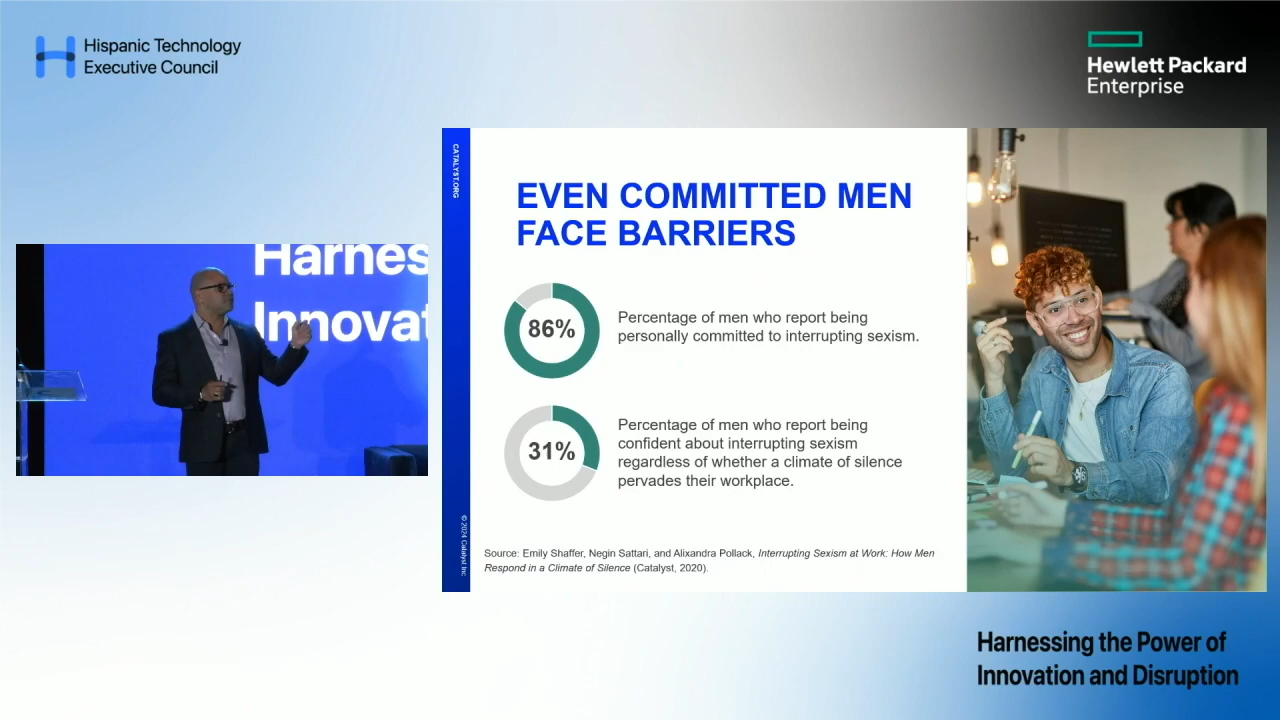 Hispanic Technology
Executive Council
Hewlett Packard
Enterprise
CATALYST.ORG
EVEN COMMITTED MEN
FACE BARRIERS
86%
Percentage of men who report being
personally committed to interrupting sexism.
31%
Percentage of men who report being
confident about interrupting sexism
regardless of whether a climate of silence
pervades their workplace.
Source: Emily Shaffer, Negin Sattari, and Alixandra Pollack, Interrupting Sexism at Work: How Men
Respond in a Climate of Silence (Catalyst, 2020).
© 2024 Catalyst Inc
Harnes
Innovat
Harnessing the Power of
Innovation and Disruption